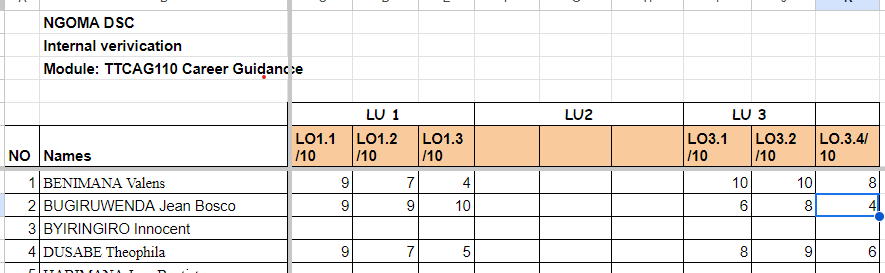 NGOMA DSC
Internal verivication
Module: TTCAG110 Career Guidance
LU 1 LU2 LU 3
NO Names LO1.1 /10 LO1.2 /10 LO1.3 /10 LO3.1 /10 LO3.2 /10 LO.3.4/ 10
1 BENIMANA Valens 9 7 4 10 10 8
2 BUGIRUWENDA Jean Bosco 9 9 10 6 8 4
3 BYIRINGIRO Innocent
4 DUSABE Theophila 9 7 5 8 9 6